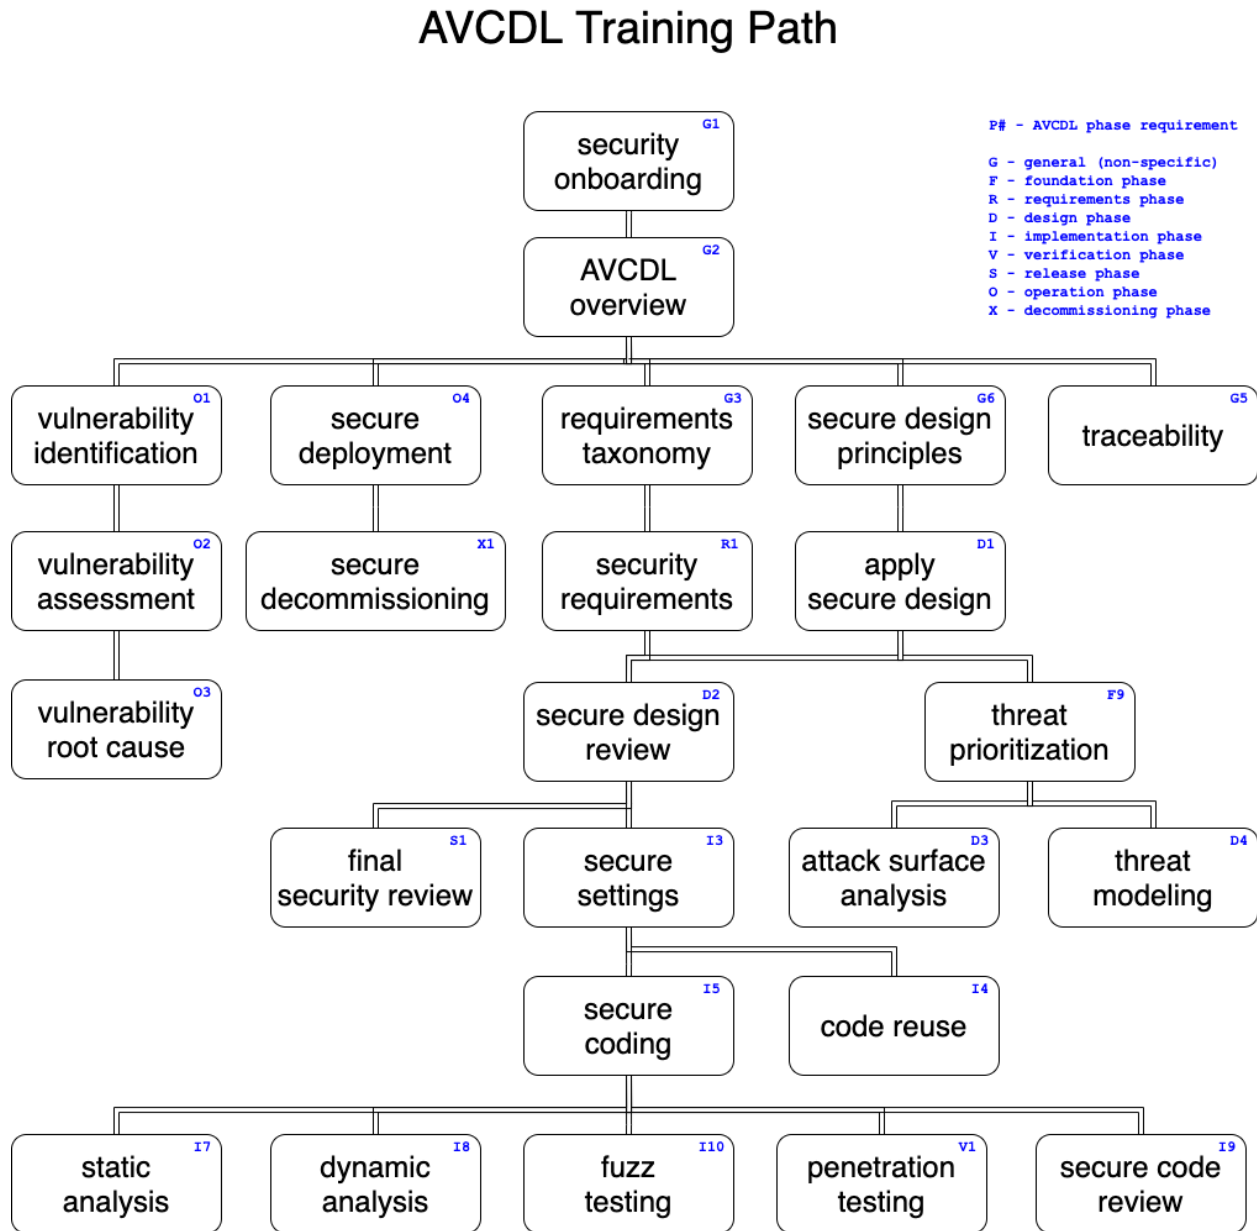 AVCDL Training Path
P# - AVCDL phase requirement
G - general (non-specific)
F - foundation phase
R - requirements phase
D - design phase
I - implementation phase
V - verification phase
S - release phase
O - operation phase
X - decommissioning phase
G1
security
onboarding
G2
AVCDL
overview
O1
vulnerability
identification
O4
secure
deployment
G3
requirements
taxonomy
G6
secure design
principles
G5
traceability
O2
vulnerability
assessment
X1
secure
decommissioning
R1
security
requirements
D1
apply
secure design
O3
vulnerability
root cause
D2
secure design
review
F9
threat
prioritization
S1
final
security review
I3
secure
settings
D3
attack surface
analysis
D4
threat
modeling
I5
secure
coding
I4
code reuse
I7
static
analysis
I8
dynamic
analysis
I10
fuzz
testing
V1
penetration
testing
I9
secure code
review